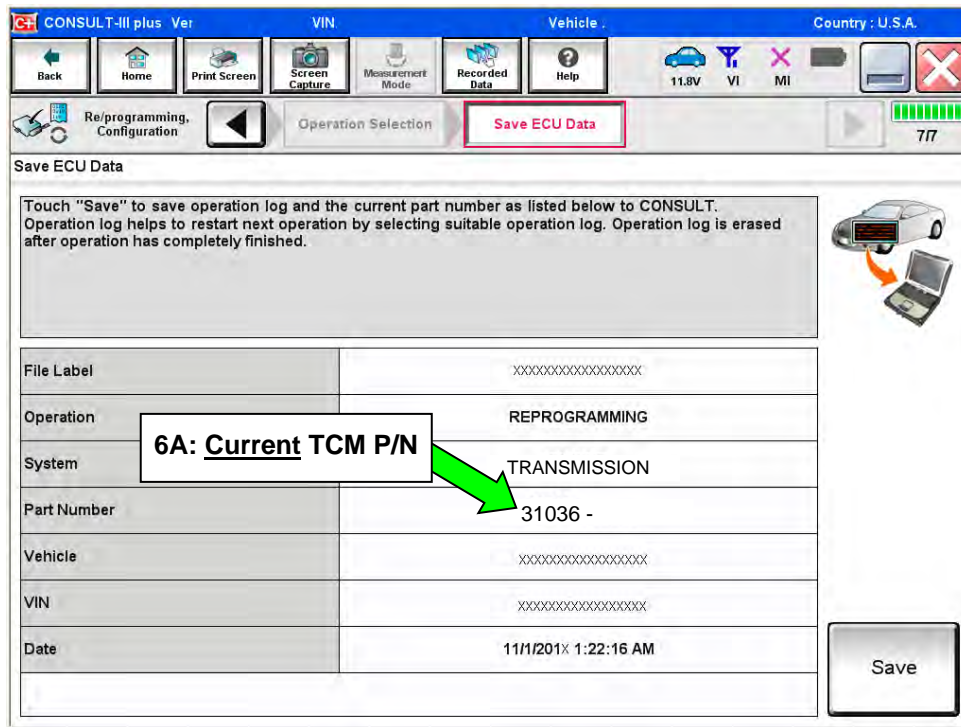 C+ CONSULT-III plus Ver VIN Vehicle : Country : U.S.A.
Back Home Print Screen Screen Capture Measurement Mode Recorded Data Help 11.8V VI MI
Re/programming, Configuration Operation Selection Save ECU Data 7/7
Save ECU Data
Touch "Save" to save operation log and the current part number as listed below to CONSULT.
Operation log helps to restart next operation by selecting suitable operation log. Operation log is erased
after operation has completely finished.
File Label XXXXXXXXXXXXXXXXX
Operation REPROGRAMMING
6A: Current TCM P/N
System TRANSMISSION
Part Number 31036 -
Vehicle XXXXXXXXXXXXXXXXX
VIN XXXXXXXXXXXXXXXXX
Date 11/1/201X 1:22:16 AM
Save